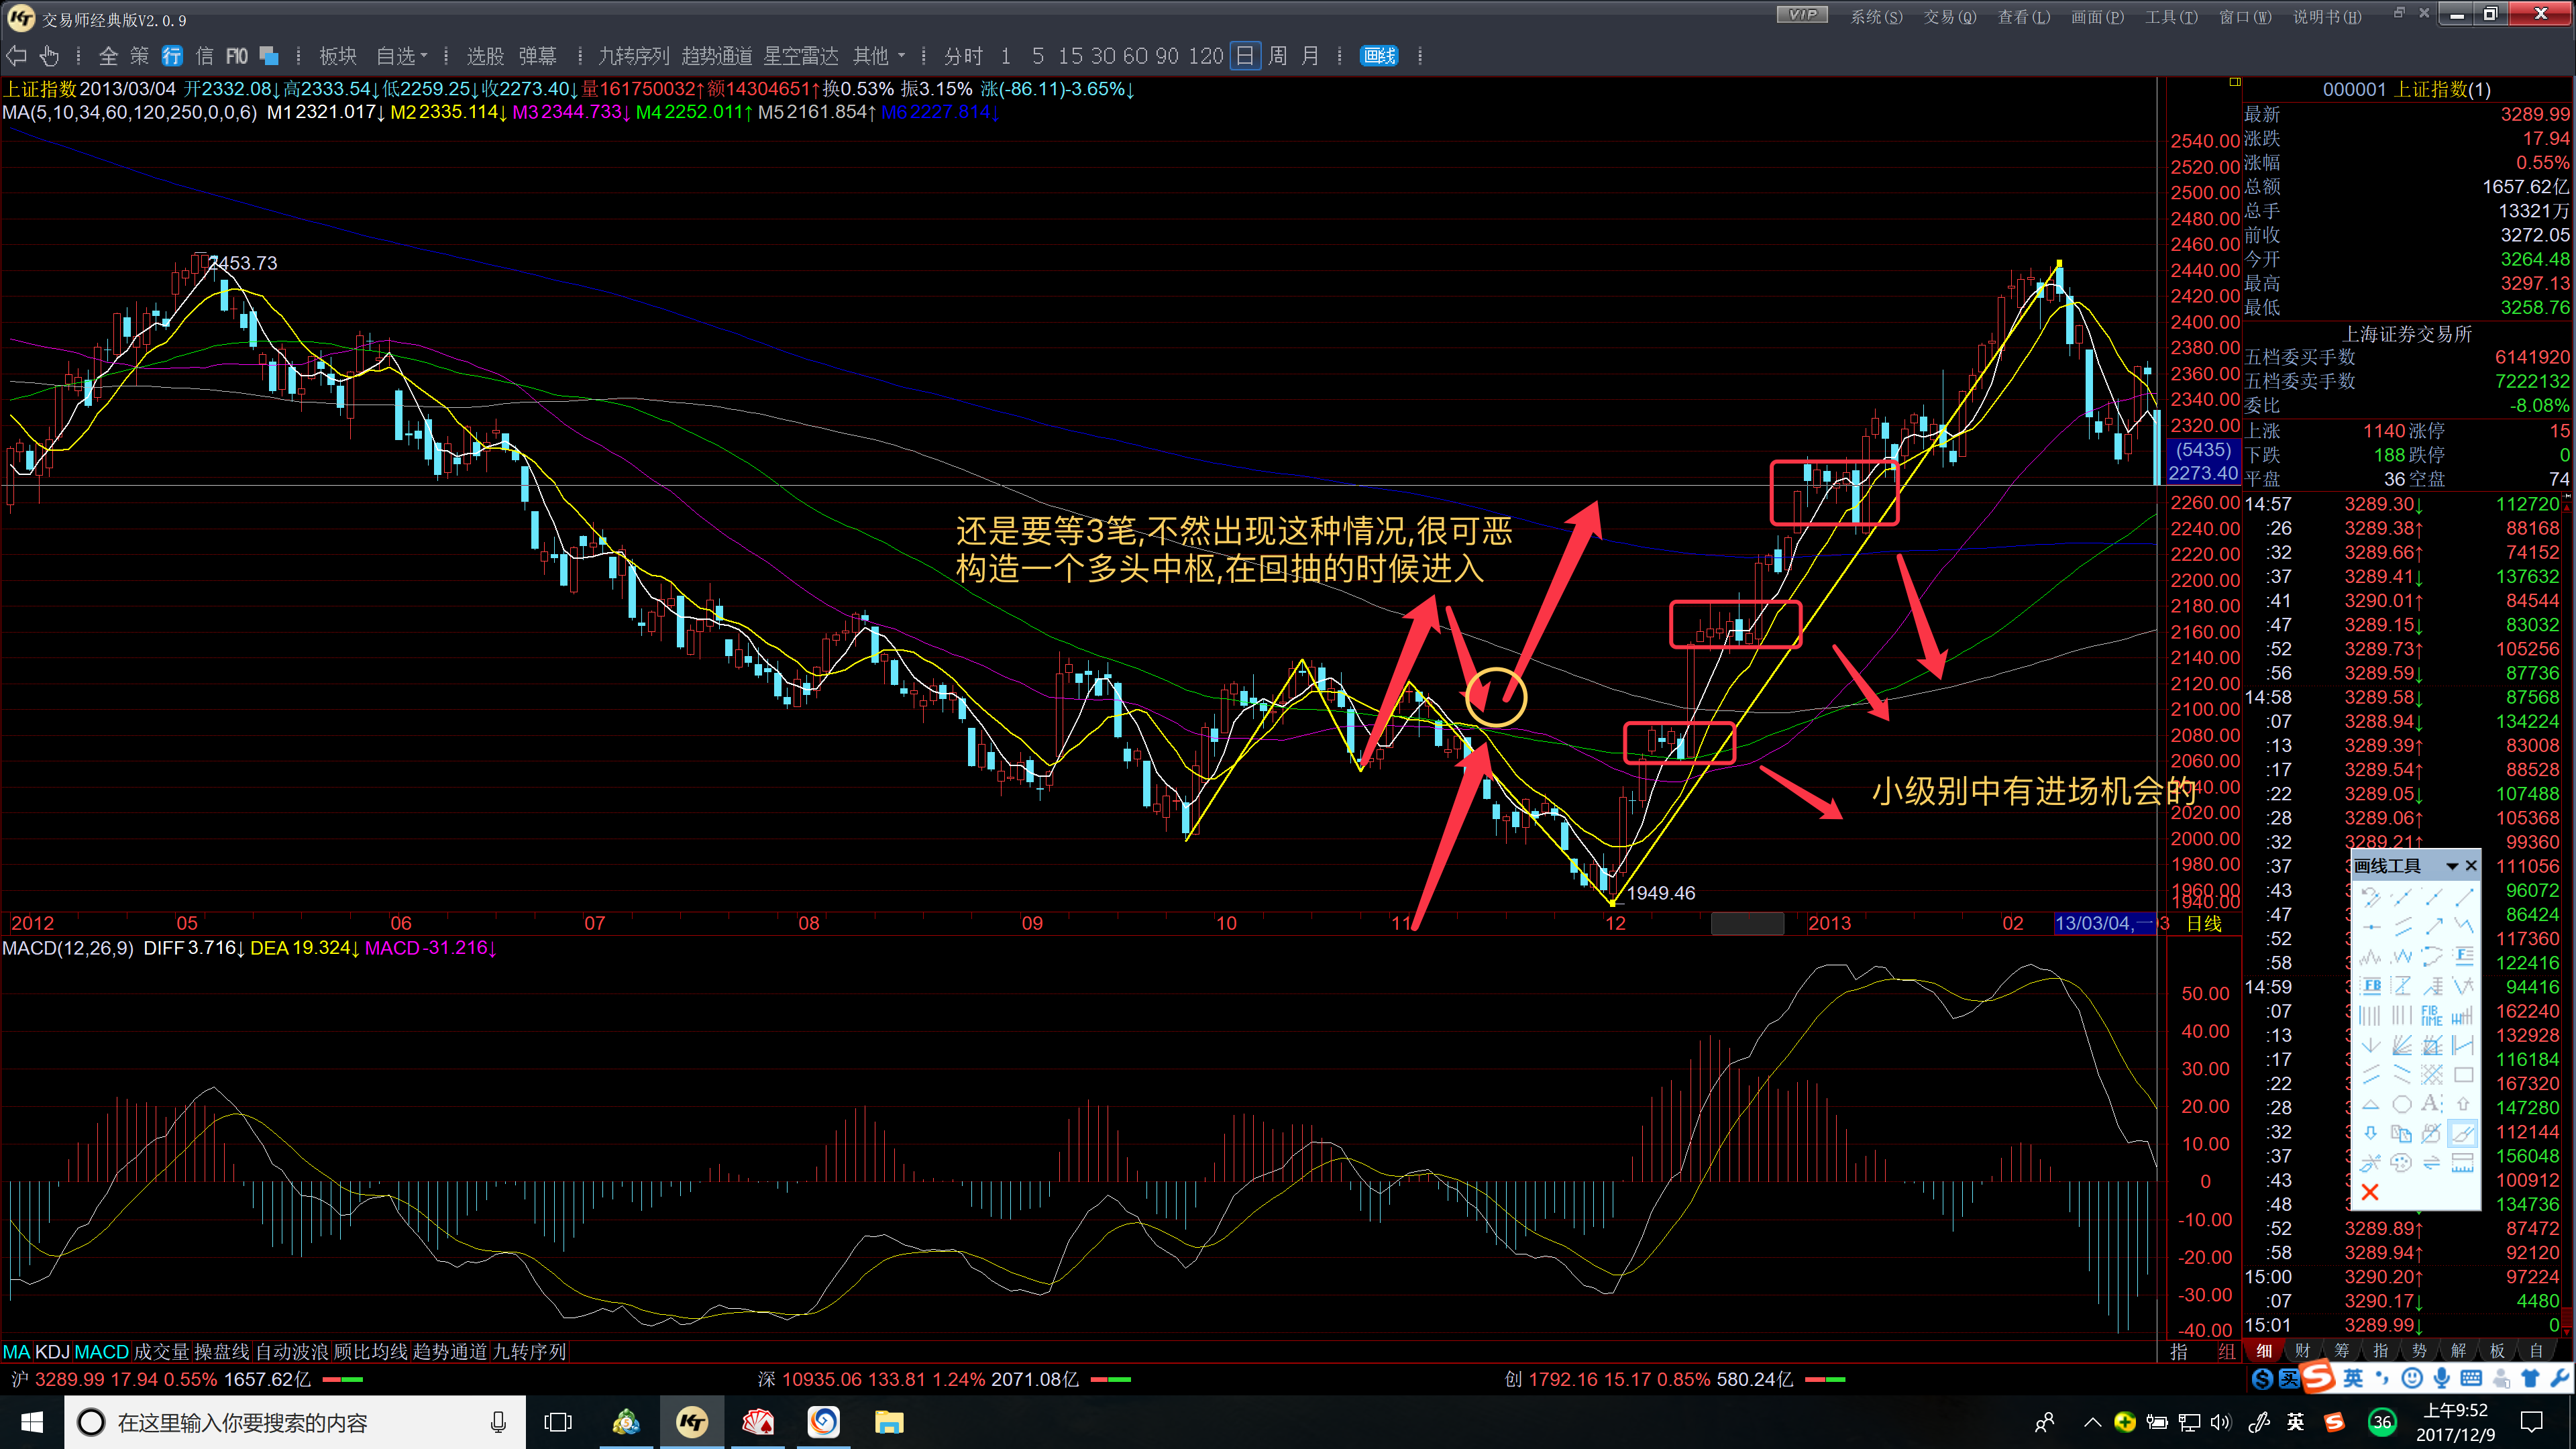 交易师经典版V2.0.9
VIP 系统(S) 交易(Q) 查看(L) 画面(P) 工具(T) 窗口(W) 说明书(H)
全 策 行 信 F10 板块 自选 选股 弹幕 九转序列 趋势通道 星空雷达 其他 分时 1 5 15 30 60 90 120 日 周 月 画线
上证指数 2013/03/04 开2332.08↓高2333.54↓低2259.25↓收2273.40↓量161750032↑额14304651↑换0.53% 振3.15% 涨(-86.11)-3.65%↓
MA(5,10,34,60,120,250,0,0,6) M1 2321.017↓ M2 2335.114↓ M3 2344.733↓ M4 2252.011↑ M5 2161.854↑ M6 2227.814↓
2540.00
2520.00
2500.00
2480.00
2460.00
2440.00
2420.00
2400.00
2380.00
2360.00
2340.00
2320.00
(5435)
2273.40
2260.00
2240.00
2220.00
2200.00
2180.00
2160.00
2140.00
2120.00
2100.00
2080.00
2060.00
2040.00
2020.00
2000.00
1980.00
1960.00
1940.00
2453.73
还是要等3笔,不然出现这种情况,很可恶
构造一个多头中枢,在回抽的时候进入
小级别中有进场机会的
1949.46
2012 05 06 07 08 09 10 11 12 2013 02 13/03/04,一 03 日线
MACD(12,26,9) DIFF 3.716↓ DEA 19.324↓ MACD -31.216↓
50.00
40.00
30.00
20.00
10.00
0
-10.00
-20.00
-30.00
-40.00
MA KDJ MACD 成交量 操盘线 自动波浪 顾比均线 趋势通道 九转序列
指 组
000001 上证指数(1)
最新 3289.99
涨跌 17.94
涨幅 0.55%
总额 1657.62亿
总手 13321万
前收 3272.05
今开 3264.48
最高 3297.13
最低 3258.76
上海证券交易所
五档委买手数 6141920
五档委卖手数 7222132
委比 -8.08%
上涨 1140 涨停 15
下跌 188 跌停 0
平盘 36 空盘 74
14:57 3289.30↓ 112720
:26 3289.38↑ 88168
:32 3289.66↑ 74152
:37 3289.41↓ 137632
:41 3290.01↑ 84544
:47 3289.15↓ 83032
:52 3289.73↑ 105256
:56 3289.59↓ 87736
14:58 3289.58↓ 87568
:07 3288.94↓ 134224
:13 3289.39↑ 83008
:17 3289.54↑ 88528
:22 3289.05↓ 107488
:28 3289.06↑ 105368
:32 3289.21↑ 99360
:37 111056
:43 96072
:47 86424
:52 117360
:58 122416
14:59 94416
:07 162240
:13 132928
:17 116184
:22 167320
:28 147280
:32 112144
:37 156048
:43 100912
:48 134736
:52 3289.89↑ 87472
:58 3289.94↑ 92120
15:00 3290.20↑ 97224
:07 3290.17↓ 4480
15:01 3289.99↓ 0
画线工具
F
FB
FIB
TIME
A
细 财 筹 指 势 解 板 自
沪 3289.99 17.94 0.55% 1657.62亿 深 10935.06 133.81 1.24% 2071.08亿 创 1792.16 15.17 0.85% 580.24亿
英
在这里输入你要搜索的内容
英 36 上午9:52
2017/12/9